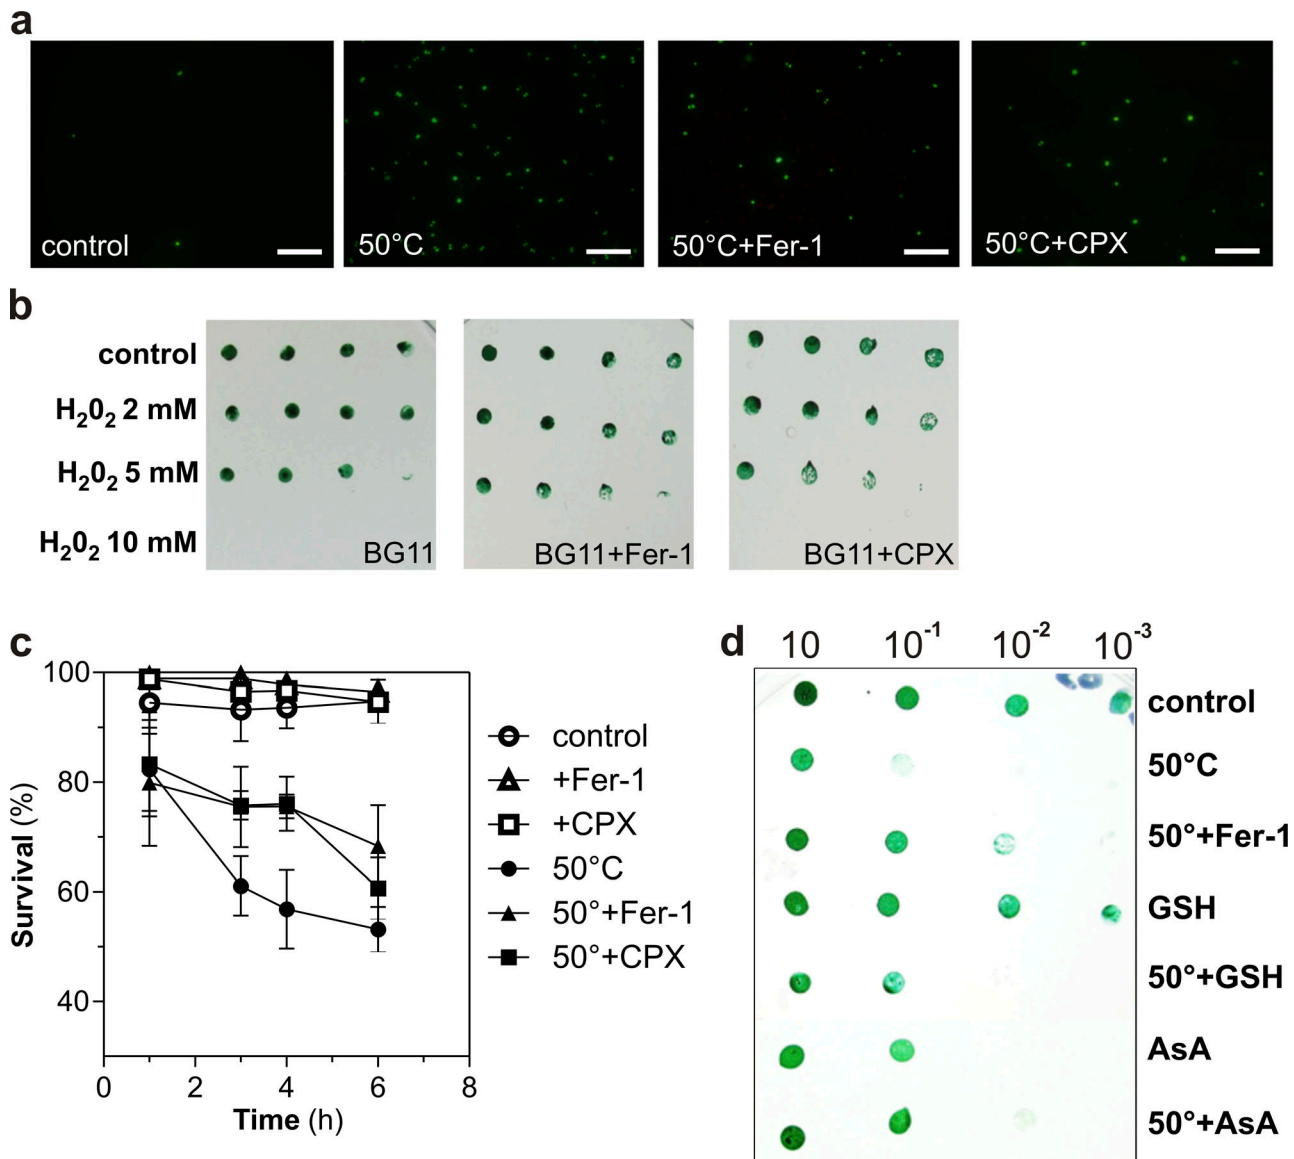 a
control
50°C
50°C+Fer-1
50°C+CPX
b
control
H₂0₂ 2 mM
H₂0₂ 5 mM
H₂0₂ 10 mM
BG11
BG11+Fer-1
BG11+CPX
c
Survival (%)
100
80
60
40
0 2 4 6 8
Time (h)
control
+Fer-1
+CPX
50°C
50°+Fer-1
50°+CPX
d
10 10⁻¹ 10⁻² 10⁻³
control
50°C
50°+Fer-1
GSH
50°+GSH
AsA
50°+AsA